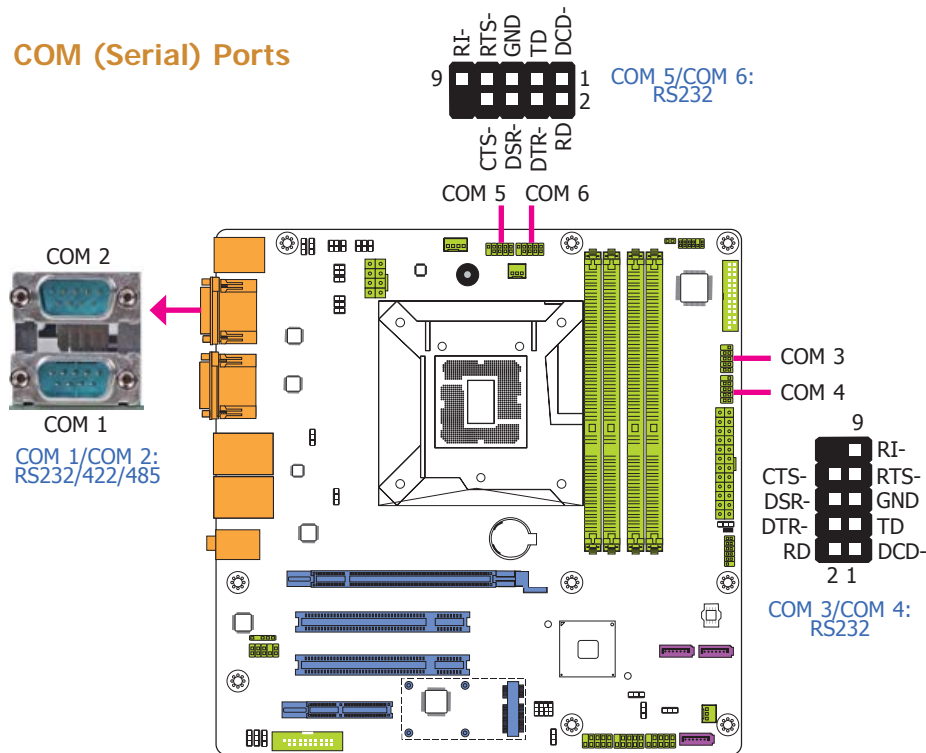 COM (Serial) Ports
RI-
RTS-
GND
TD
DCD-
9
1
2
COM 5/COM 6:
RS232
CTS-
DSR-
DTR-
RD
COM 5
COM 6
COM 2
COM 1
COM 1/COM 2:
RS232/422/485
COM 3
COM 4
9
RI-
CTS-
RTS-
DSR-
GND
DTR-
TD
RD
DCD-
2 1
COM 3/COM 4:
RS232